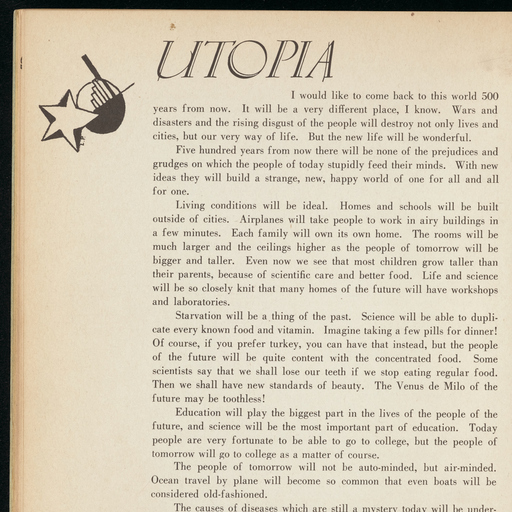 UTOPIA
I would like to come back to this world 500
years from now. It will be a very different place, I know. Wars and
disasters and the rising disgust of the people will destroy not only lives and
cities, but our very way of life. But the new life will be wonderful.
Five hundred years from now there will be none of the prejudices and
grudges on which the people of today stupidly feed their minds. With new
ideas they will build a strange, new, happy world of one for all and all
for one.
Living conditions will be ideal. Homes and schools will be built
outside of cities. Airplanes will take people to work in airy buildings in
a few minutes. Each family will own its own home. The rooms will be
much larger and the ceilings higher as the people of tomorrow will be
bigger and taller. Even now we see that most children grow taller than
their parents, because of scientific care and better food. Life and science
will be so closely knit that many homes of the future will have workshops
and laboratories.
Starvation will be a thing of the past. Science will be able to dupli-
cate every known food and vitamin. Imagine taking a few pills for dinner!
Of course, if you prefer turkey, you can have that instead, but the people
of the future will be quite content with the concentrated food. Some
scientists say that we shall lose our teeth if we stop eating regular food.
Then we shall have new standards of beauty. The Venus de Milo of the
future may be toothless!
Education will play the biggest part in the lives of the people of the
future, and science will be the most important part of education. Today
people are very fortunate to be able to go to college, but the people of
tomorrow will go to college as a matter of course.
The people of tomorrow will not be auto-minded, but air-minded.
Ocean travel by plane will become so common that even boats will be
considered old-fashioned.
The causes of diseases which are still a mystery today will be under-